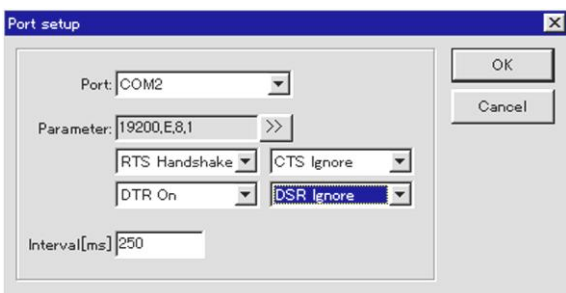 Port setup
OK
Cancel
Port: COM2
Parameter: 19200,E,8,1 >>
RTS Handshake CTS Ignore
DTR On DSR Ignore
Interval[ms] 250